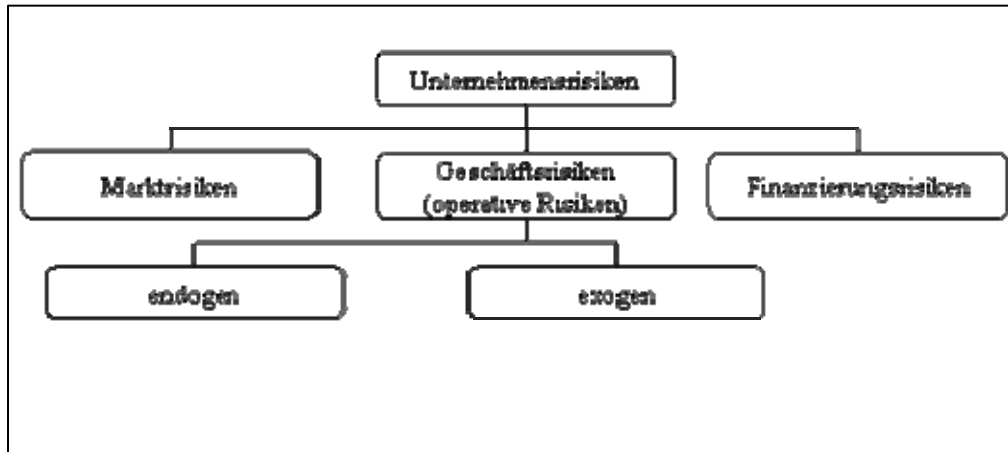 Unternehmensrisiken
Marktrisiken
Geschäftsrisiken
(operative Risiken)
Finanzierungsrisiken
endogen
exogen